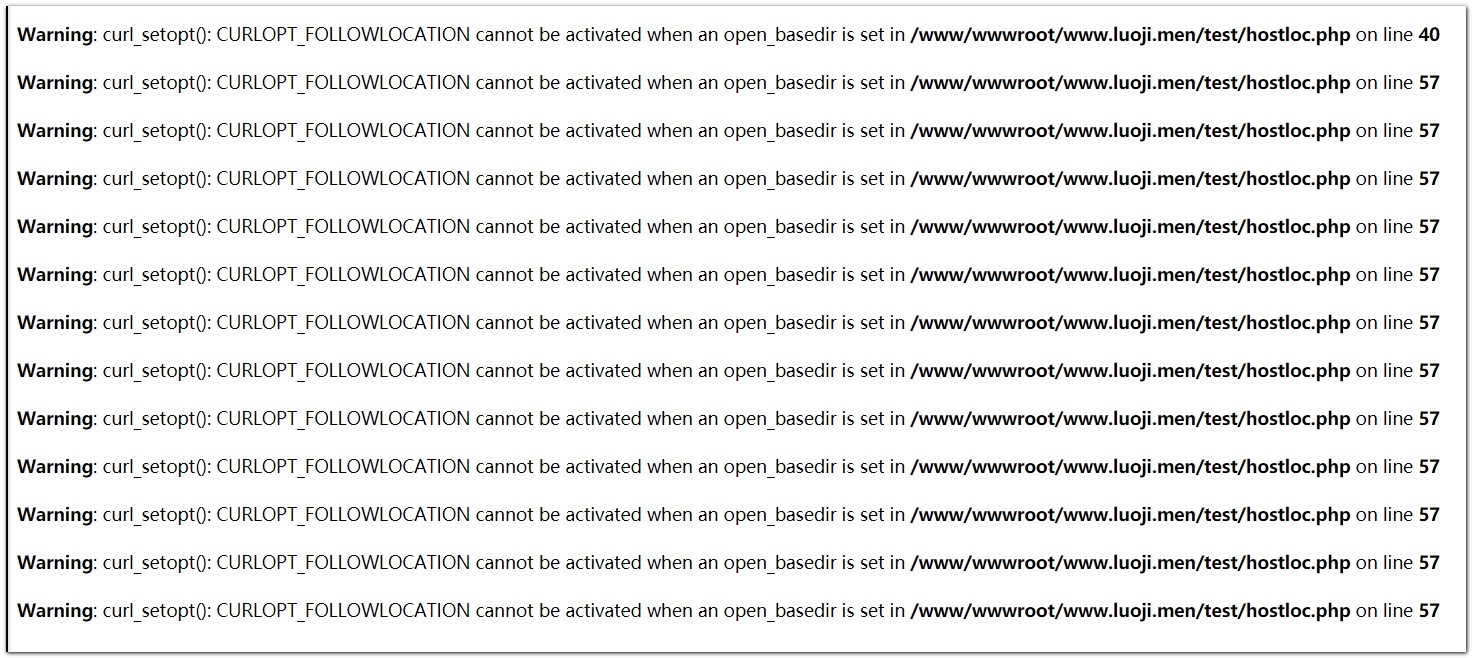 Warning: curl_setopt(): CURLOPT_FOLLOWLOCATION cannot be activated when an open_basedir is set in /www/wwwroot/www.luoji.men/test/hostloc.php on line 40
Warning: curl_setopt(): CURLOPT_FOLLOWLOCATION cannot be activated when an open_basedir is set in /www/wwwroot/www.luoji.men/test/hostloc.php on line 57
Warning: curl_setopt(): CURLOPT_FOLLOWLOCATION cannot be activated when an open_basedir is set in /www/wwwroot/www.luoji.men/test/hostloc.php on line 57
Warning: curl_setopt(): CURLOPT_FOLLOWLOCATION cannot be activated when an open_basedir is set in /www/wwwroot/www.luoji.men/test/hostloc.php on line 57
Warning: curl_setopt(): CURLOPT_FOLLOWLOCATION cannot be activated when an open_basedir is set in /www/wwwroot/www.luoji.men/test/hostloc.php on line 57
Warning: curl_setopt(): CURLOPT_FOLLOWLOCATION cannot be activated when an open_basedir is set in /www/wwwroot/www.luoji.men/test/hostloc.php on line 57
Warning: curl_setopt(): CURLOPT_FOLLOWLOCATION cannot be activated when an open_basedir is set in /www/wwwroot/www.luoji.men/test/hostloc.php on line 57
Warning: curl_setopt(): CURLOPT_FOLLOWLOCATION cannot be activated when an open_basedir is set in /www/wwwroot/www.luoji.men/test/hostloc.php on line 57
Warning: curl_setopt(): CURLOPT_FOLLOWLOCATION cannot be activated when an open_basedir is set in /www/wwwroot/www.luoji.men/test/hostloc.php on line 57
Warning: curl_setopt(): CURLOPT_FOLLOWLOCATION cannot be activated when an open_basedir is set in /www/wwwroot/www.luoji.men/test/hostloc.php on line 57
Warning: curl_setopt(): CURLOPT_FOLLOWLOCATION cannot be activated when an open_basedir is set in /www/wwwroot/www.luoji.men/test/hostloc.php on line 57
Warning: curl_setopt(): CURLOPT_FOLLOWLOCATION cannot be activated when an open_basedir is set in /www/wwwroot/www.luoji.men/test/hostloc.php on line 57
Warning: curl_setopt(): CURLOPT_FOLLOWLOCATION cannot be activated when an open_basedir is set in /www/wwwroot/www.luoji.men/test/hostloc.php on line 57